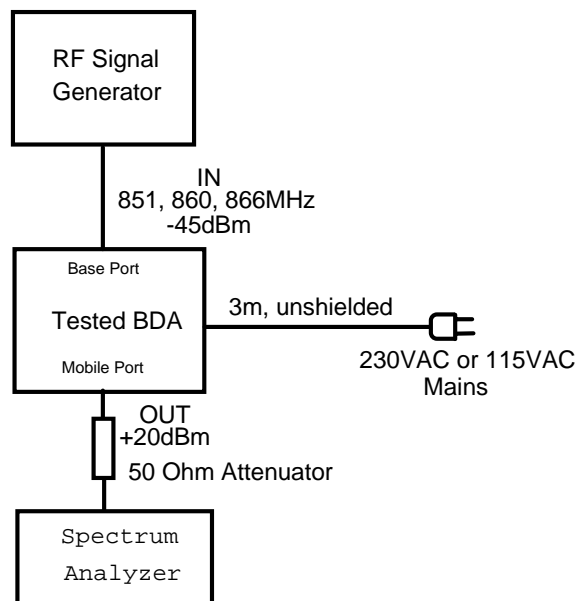 RF Signal
Generator
IN
851, 860, 866MHz
-45dBm
Base Port
Tested BDA
Mobile Port
3m, unshielded
230VAC or 115VAC
Mains
OUT
+20dBm
50 Ohm Attenuator
Spectrum
Analyzer